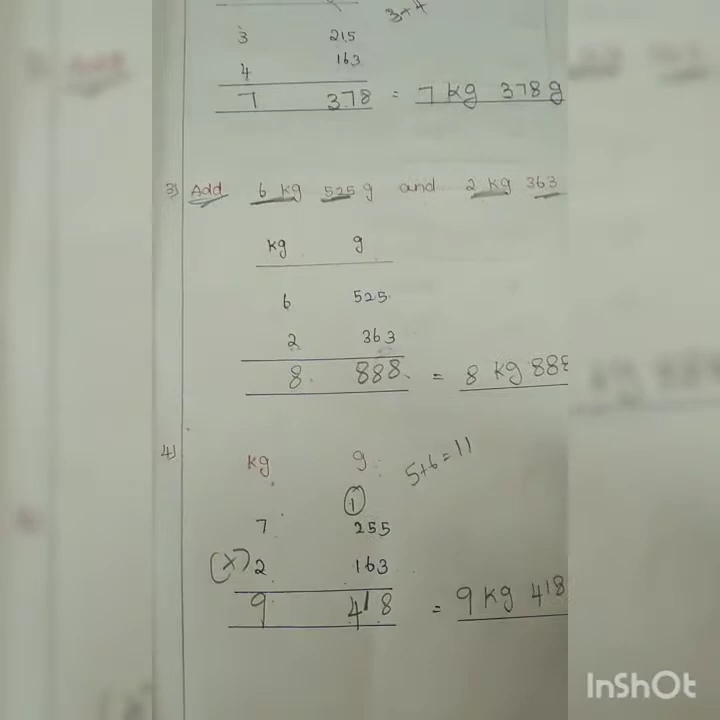 3+4
3 215
4 163
7 378 = 7 kg 378 g
3) Add 6 kg 525 g and 2 kg 363
kg g
6 525
2 363
8 888 = 8 kg 888
4)
kg g
5+6=11
1
7 255
(x) 2 163
9 418 = 9 kg 418
InShOt